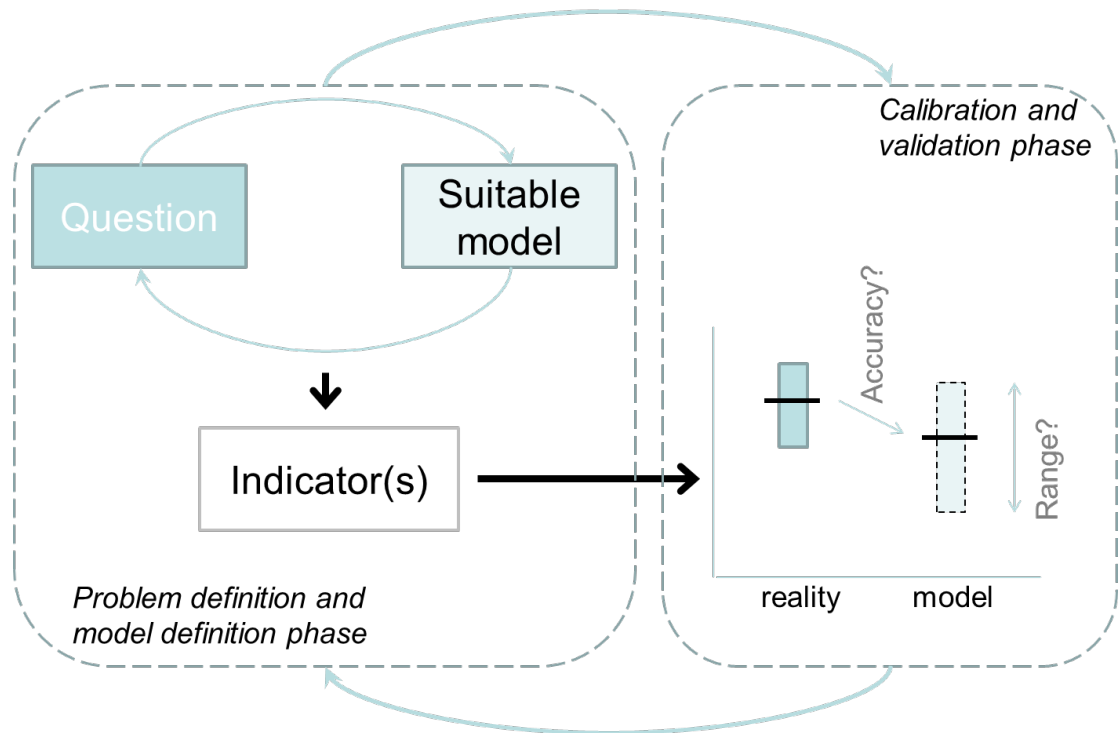 Calibration and
validation phase
Question
Suitable
model
Accuracy?
Range?
Indicator(s)
reality
model
Problem definition and
model definition phase